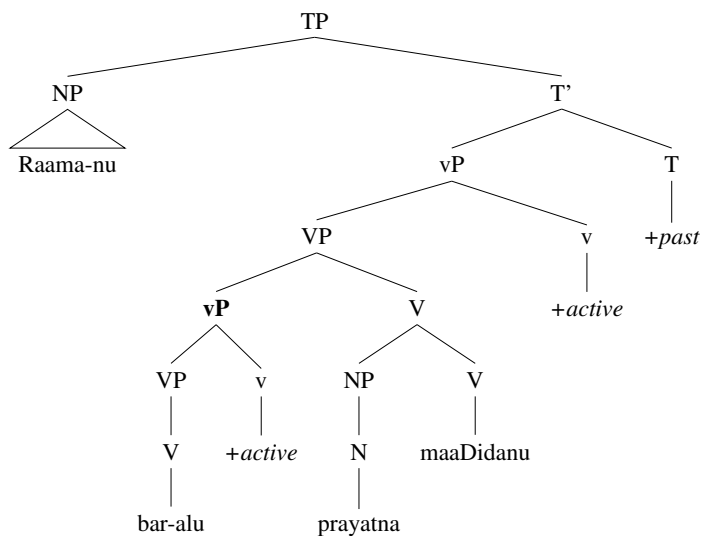 TP
NP T’
Raama-nu vP T
VP v +past
vP V +active
VP v NP V
V +active N maaDidanu
bar-alu prayatna